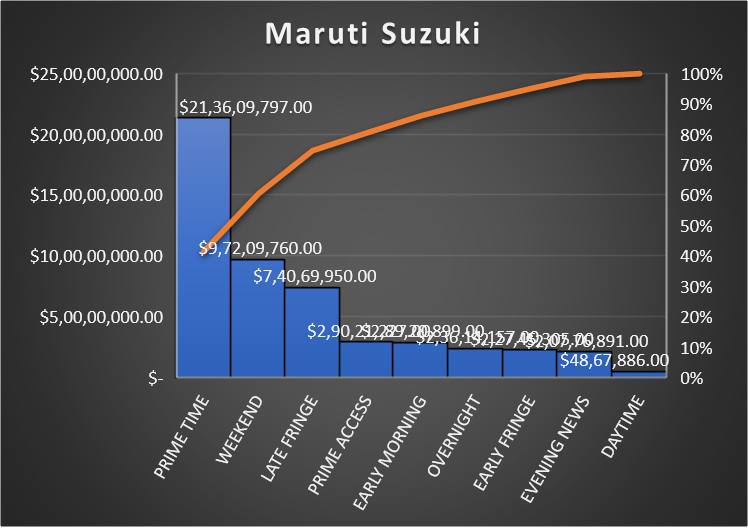 Maruti Suzuki
$25,00,00,000.00
$20,00,00,000.00
$15,00,00,000.00
$10,00,00,000.00
$5,00,00,000.00
$-
100%
90%
80%
70%
60%
50%
40%
30%
20%
10%
0%
$21,36,09,797.00
$9,72,09,760.00
$7,40,69,950.00
$48,67,886.00
PRIME TIME
WEEKEND
LATE FRINGE
PRIME ACCESS
EARLY MORNING
OVERNIGHT
EARLY FRINGE
EVENING NEWS
DAYTIME